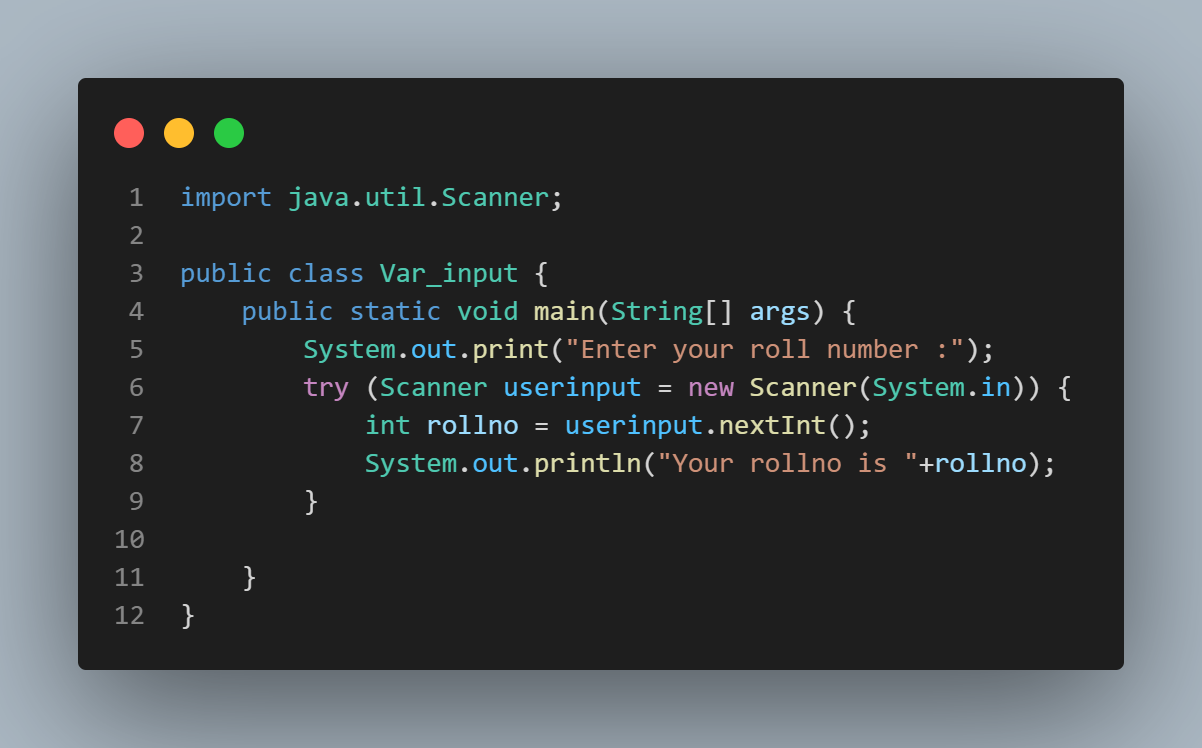 1 import java.util.Scanner;
2
3 public class Var_input {
4     public static void main(String[] args) {
5         System.out.print("Enter your roll number :");
6         try (Scanner userinput = new Scanner(System.in)) {
7             int rollno = userinput.nextInt();
8             System.out.println("Your rollno is "+rollno);
9         }
10
11     }
12 }